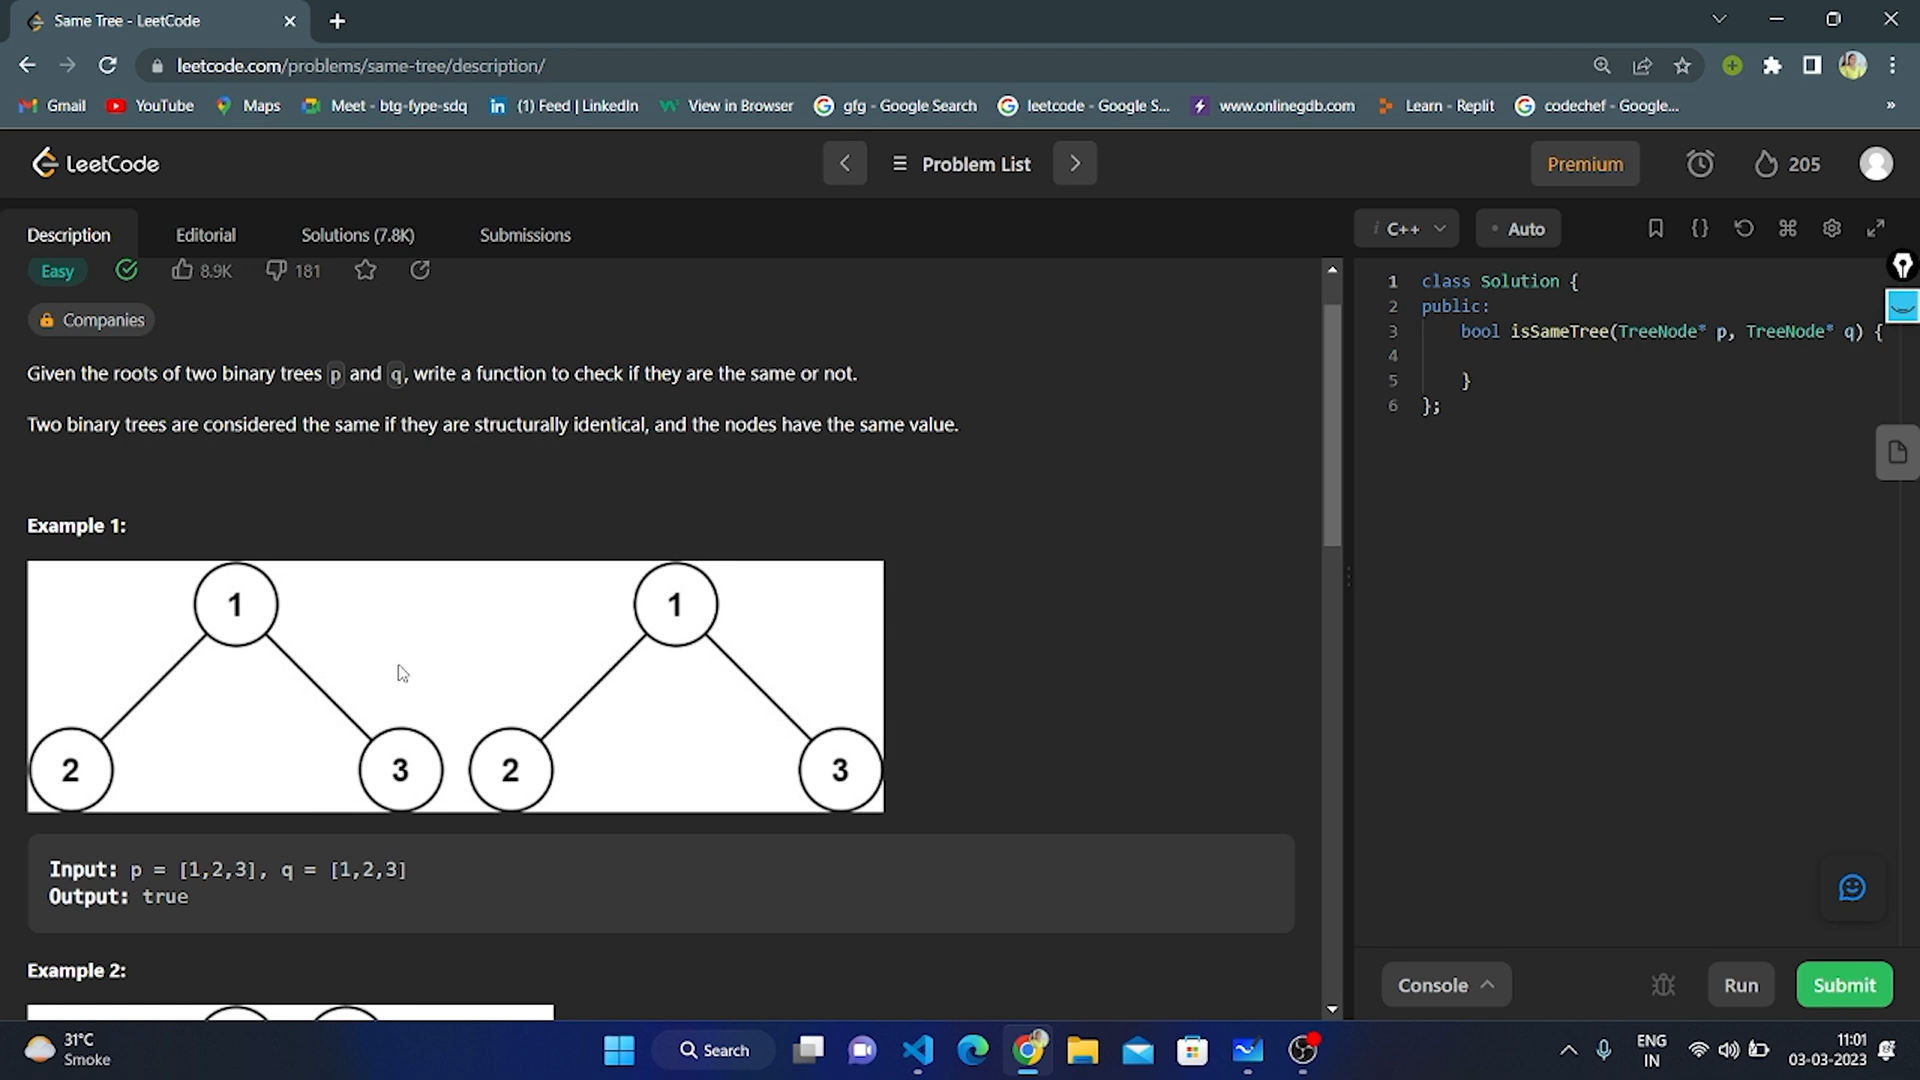 Same Tree - LeetCode
leetcode.com/problems/same-tree/description/
Gmail YouTube Maps Meet - btg-fype-sdq (1) Feed | LinkedIn View in Browser gfg - Google Search leetcode - Google S... www.onlinegdb.com Learn - Replit codechef - Google... »
LeetCode
Problem List
Premium
205
Description Editorial Solutions (7.8K) Submissions
Easy 8.9K 181
Companies
Given the roots of two binary trees p and q, write a function to check if they are the same or not.
Two binary trees are considered the same if they are structurally identical, and the nodes have the same value.
Example 1:
1 1
2 3 2 3
Input: p = [1,2,3], q = [1,2,3]
Output: true
Example 2:
i C++ • Auto
1 class Solution {
2 public:
3 bool isSameTree(TreeNode* p, TreeNode* q) {
4
5 }
6 };
Console Run Submit
31°C
Smoke
Search
ENG
IN
11:01
03-03-2023